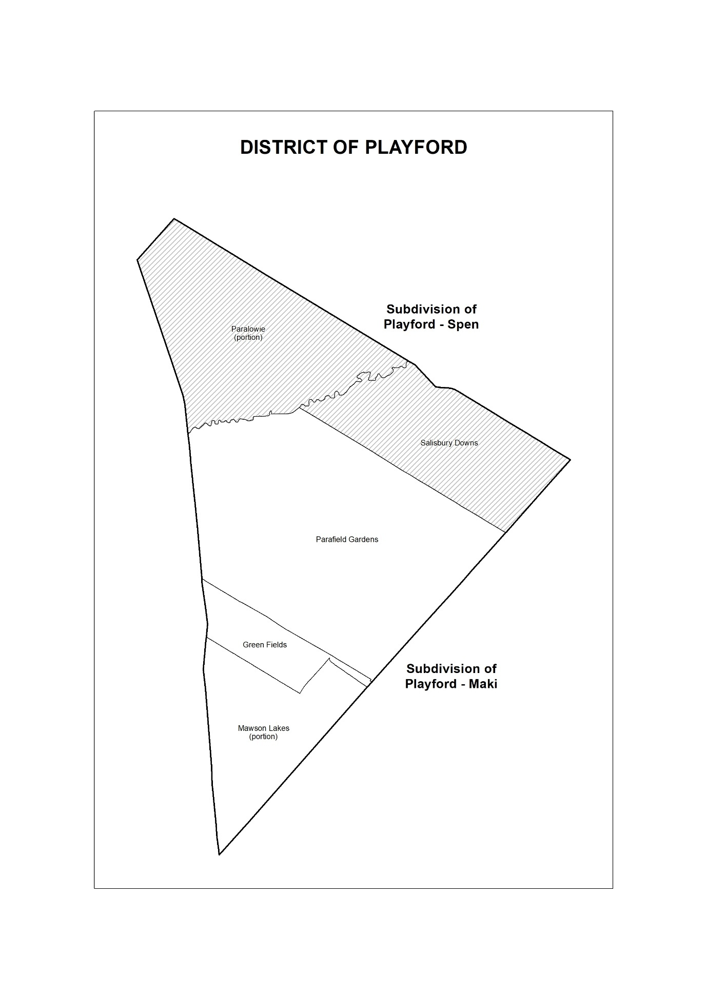 DISTRICT OF PLAYFORD
Subdivision of
Playford - Spen
Paralowie
(portion)
Salisbury Downs
Parafield Gardens
Green Fields
Subdivision of
Playford - Maki
Mawson Lakes
(portion)